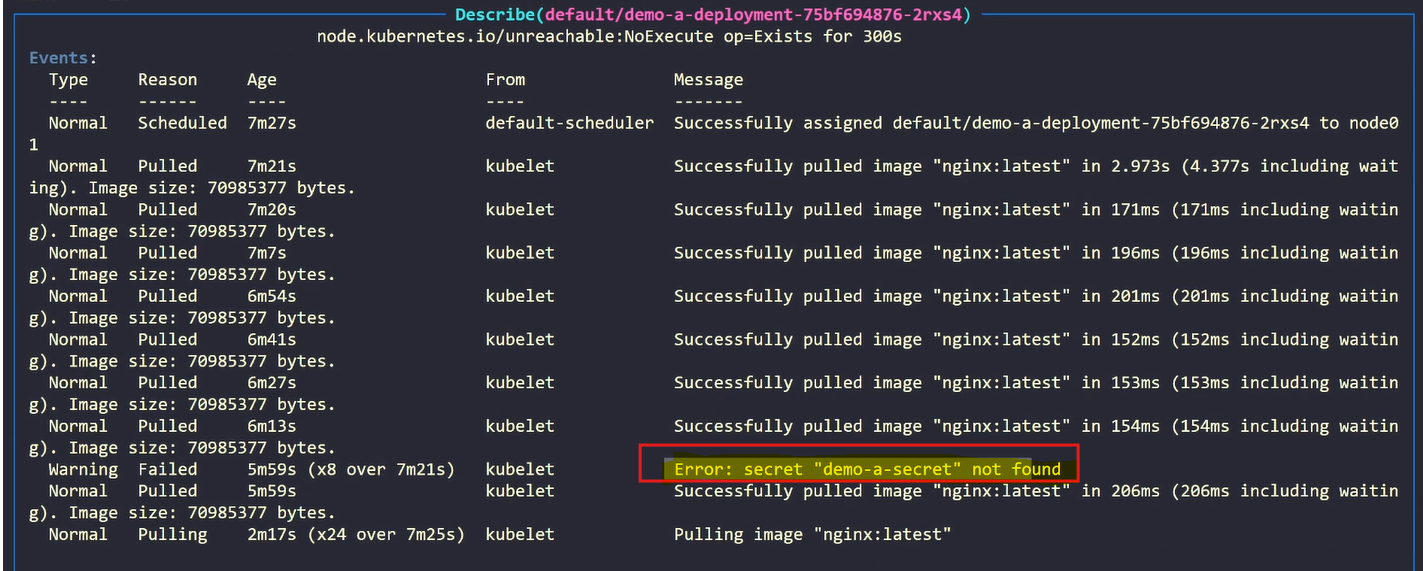 Describe(default/demo-a-deployment-75bf694876-2rxs4)
node.kubernetes.io/unreachable:NoExecute op=Exists for 300s
Events:
Type Reason Age From Message
---- ------ ---- ---- -------
Normal Scheduled 7m27s default-scheduler Successfully assigned default/demo-a-deployment-75bf694876-2rxs4 to node0
1
Normal Pulled 7m21s kubelet Successfully pulled image "nginx:latest" in 2.973s (4.377s including wait
ing). Image size: 70985377 bytes.
Normal Pulled 7m20s kubelet Successfully pulled image "nginx:latest" in 171ms (171ms including waitin
g). Image size: 70985377 bytes.
Normal Pulled 7m7s kubelet Successfully pulled image "nginx:latest" in 196ms (196ms including waitin
g). Image size: 70985377 bytes.
Normal Pulled 6m54s kubelet Successfully pulled image "nginx:latest" in 201ms (201ms including waitin
g). Image size: 70985377 bytes.
Normal Pulled 6m41s kubelet Successfully pulled image "nginx:latest" in 152ms (152ms including waitin
g). Image size: 70985377 bytes.
Normal Pulled 6m27s kubelet Successfully pulled image "nginx:latest" in 153ms (153ms including waitin
g). Image size: 70985377 bytes.
Normal Pulled 6m13s kubelet Successfully pulled image "nginx:latest" in 154ms (154ms including waitin
g). Image size: 70985377 bytes.
Warning Failed 5m59s (x8 over 7m21s) kubelet Error: secret "demo-a-secret" not found
Normal Pulled 5m59s kubelet Successfully pulled image "nginx:latest" in 206ms (206ms including waitin
g). Image size: 70985377 bytes.
Normal Pulling 2m17s (x24 over 7m25s) kubelet Pulling image "nginx:latest"